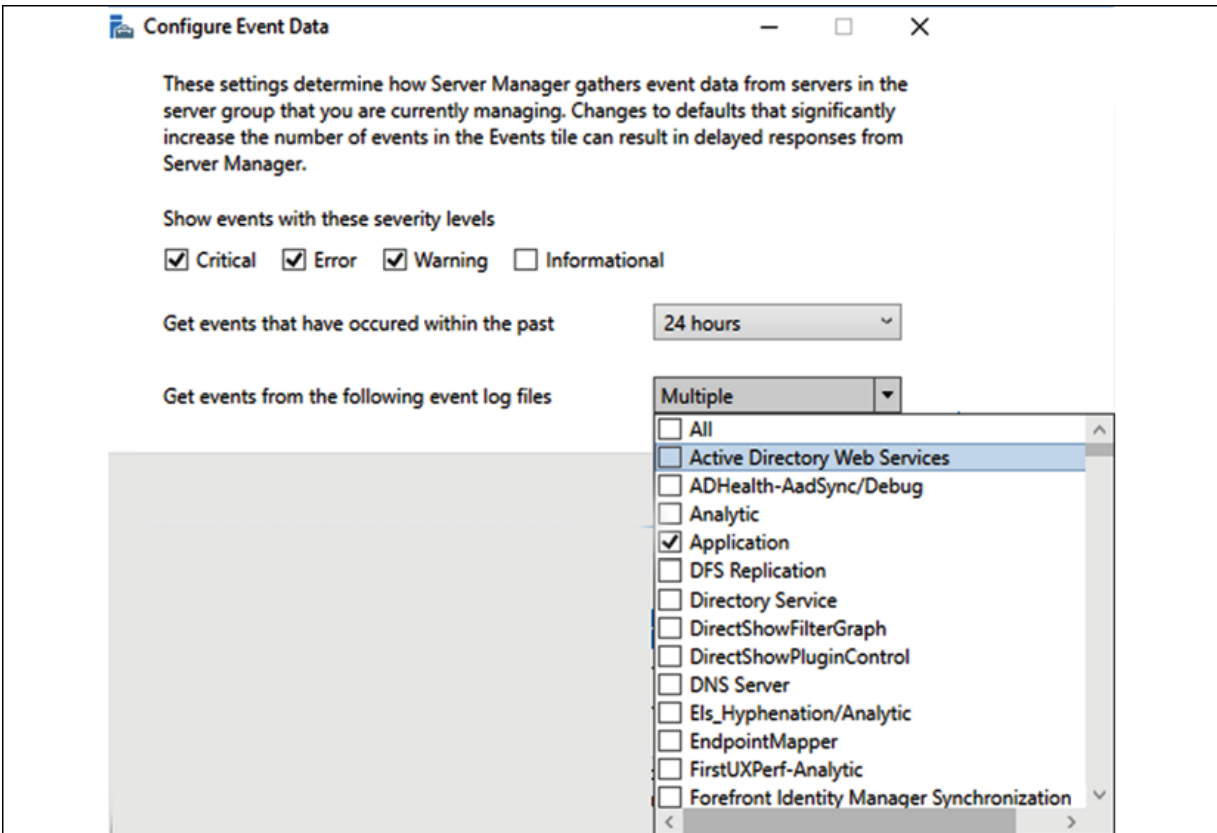 Configure Event Data
These settings determine how Server Manager gathers event data from servers in the
server group that you are currently managing. Changes to defaults that significantly
increase the number of events in the Events tile can result in delayed responses from
Server Manager.
Show events with these severity levels
Critical Error Warning Informational
Get events that have occured within the past 24 hours
Get events from the following event log files Multiple
All
Active Directory Web Services
ADHealth-AadSync/Debug
Analytic
Application
DFS Replication
Directory Service
DirectShowFilterGraph
DirectShowPluginControl
DNS Server
Els_Hyphenation/Analytic
EndpointMapper
FirstUXPerf-Analytic
Forefront Identity Manager Synchronization